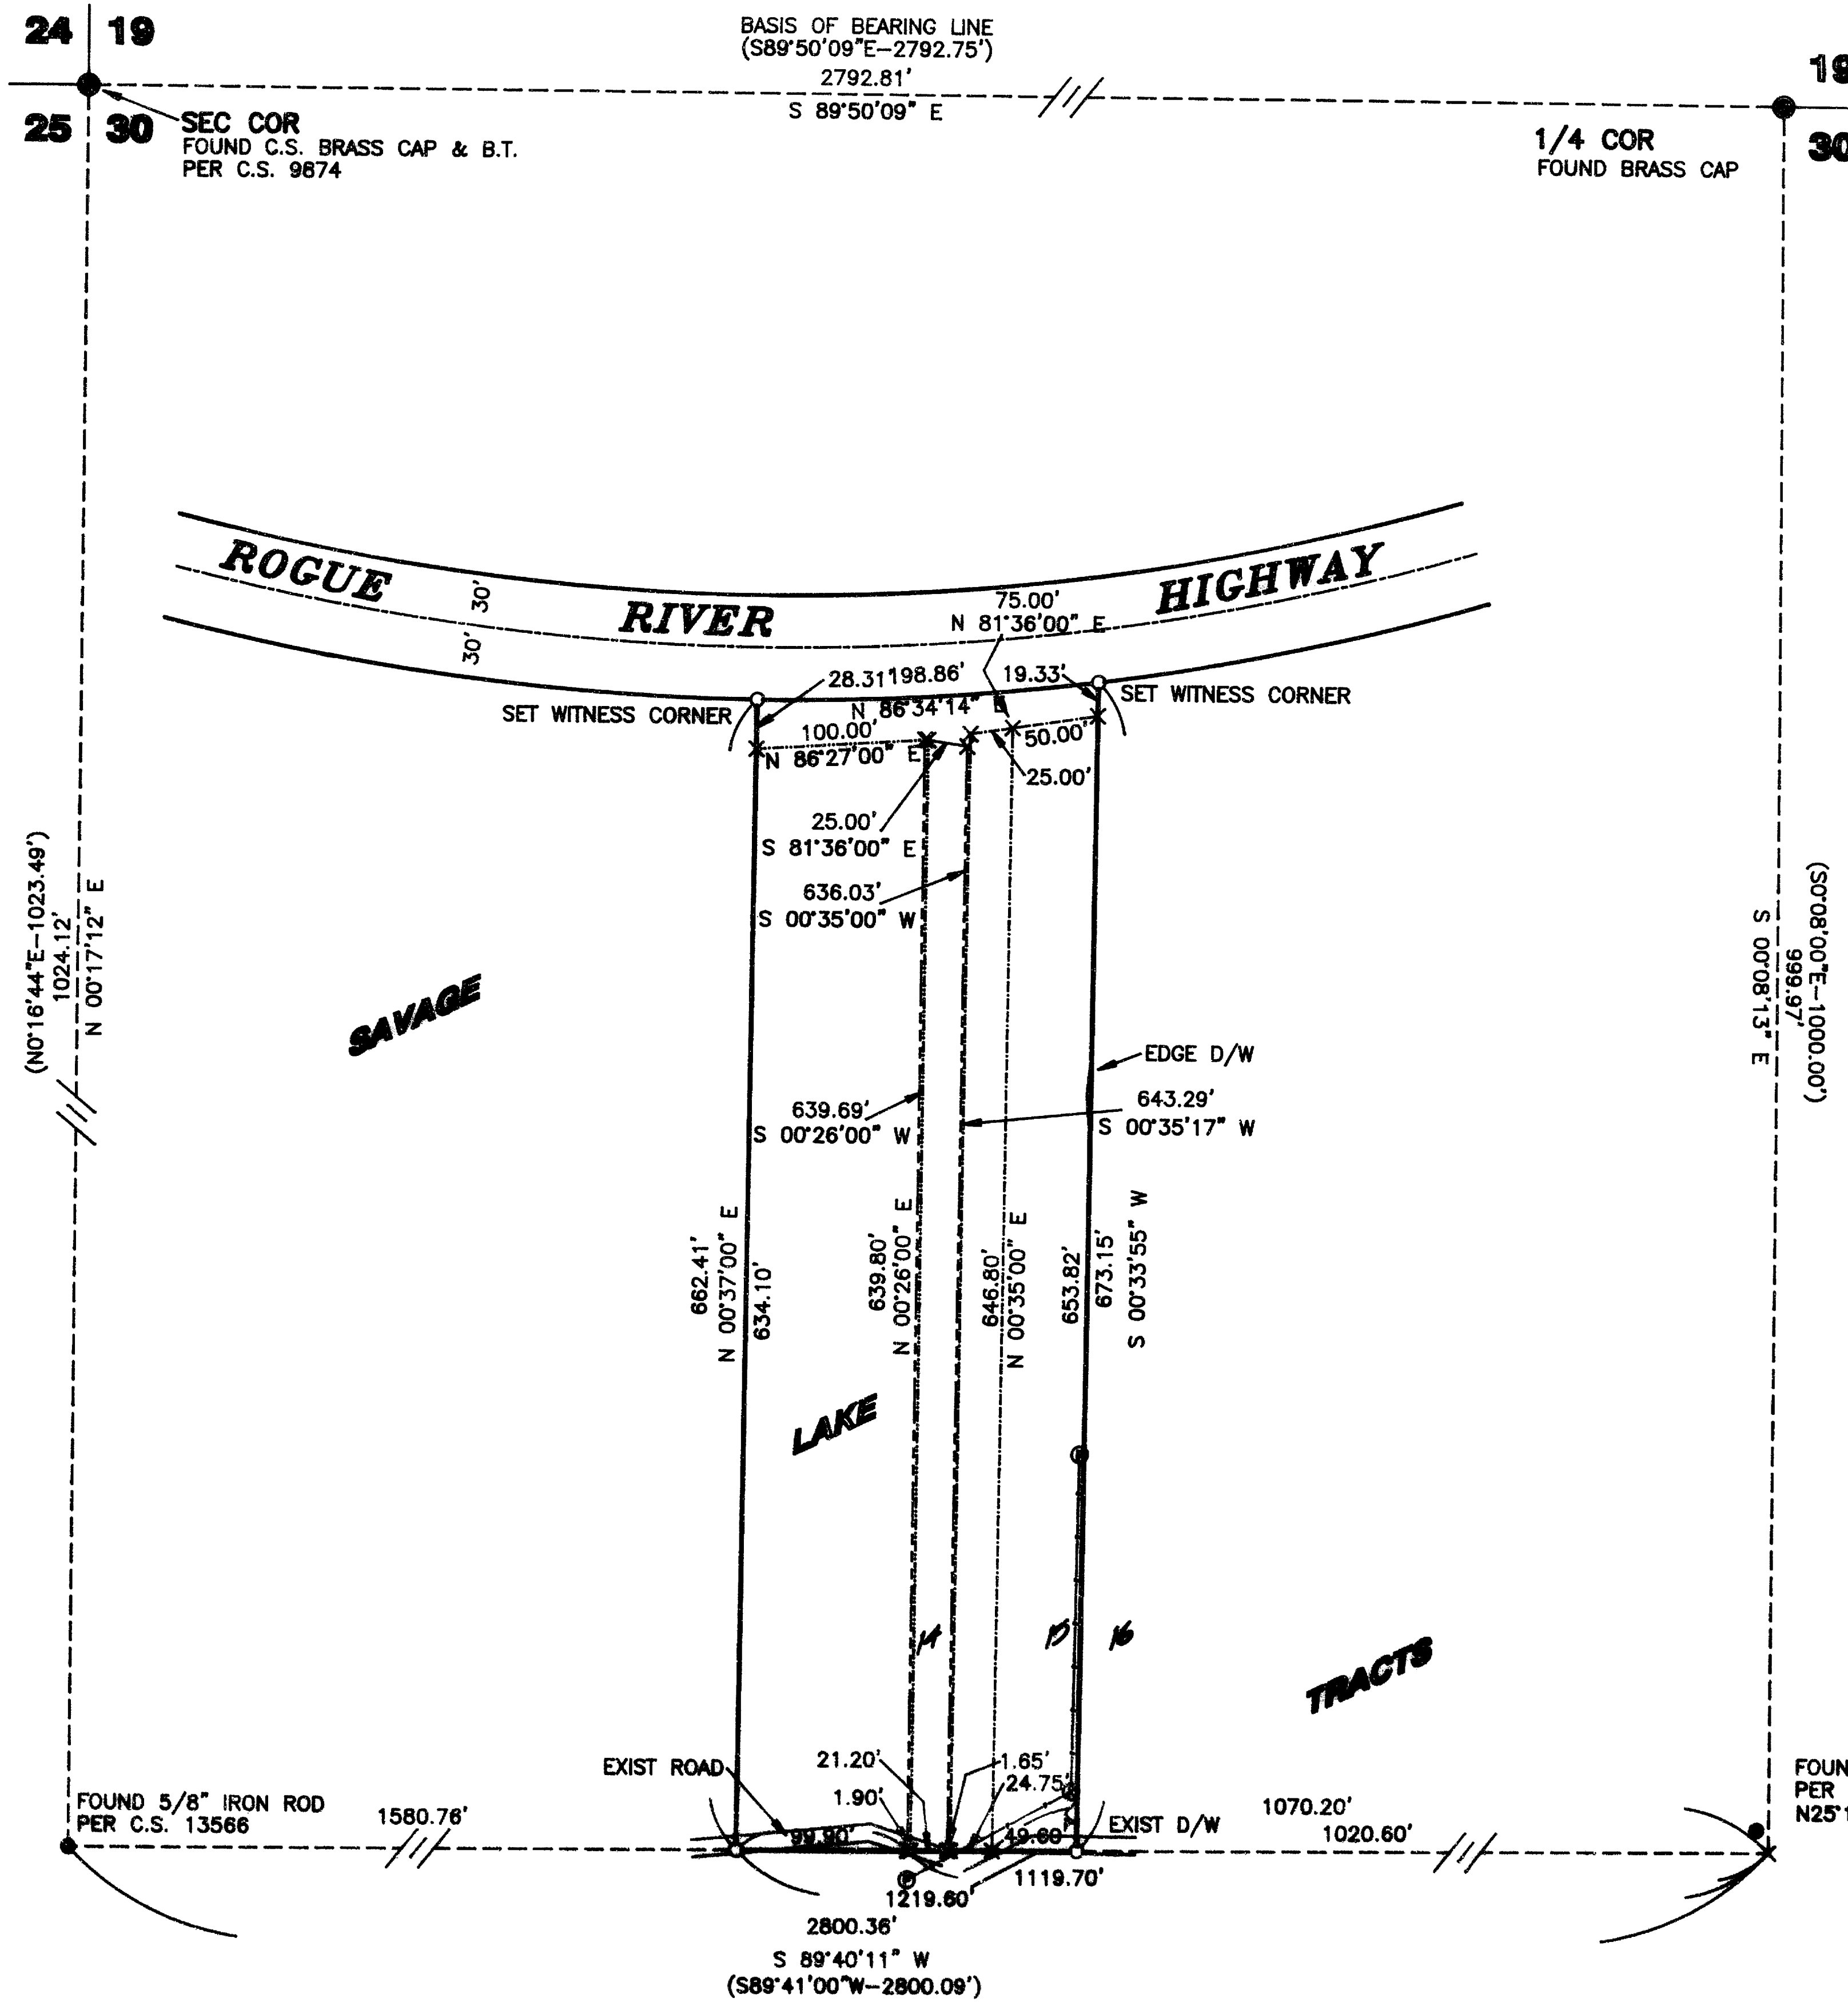 24
19
BASIS OF BEARING LINE
(S89°50'09"E-2792.75')
2792.81'
S 89°50'09" E
19
25
30
SEC COR
FOUND C.S. BRASS CAP & B.T.
PER C.S. 9874
1/4 COR
FOUND BRASS CAP
30
ROGUE
RIVER
HIGHWAY
30'
30'
75.00'
N 81°36'00" E
28.31'
198.86'
19.33'
SET WITNESS CORNER
N 86°34'14" E
SET WITNESS CORNER
100.00'
N 86°27'00" E
50.00'
25.00'
25.00'
S 81°36'00" E
636.03'
S 00°35'00" W
(N0°16'44"E-1023.49')
1024.12'
N 00°17'12" E
(S0°08'00"E-1000.00')
999.97'
S 00°08'13" E
SAVAGE
EDGE D/W
639.69'
S 00°26'00" W
643.29'
S 00°35'17" W
662.41'
N 00°37'00" E
634.10'
639.80'
N 00°26'00" E
646.80'
N 00°35'00" E
653.82'
673.15'
S 00°33'55" W
LAKE
14
15
16
TRACTS
EXIST ROAD
21.20'
1.65'
24.75'
1.90'
FOUND 5/8" IRON ROD
PER C.S. 13566
1580.76'
99.90'
49.60'
EXIST D/W
1070.20'
1020.60'
FOUN
PER
N25°1
1119.70'
1219.60'
2800.36'
S 89°40'11" W
(S89°41'00"W-2800.09')